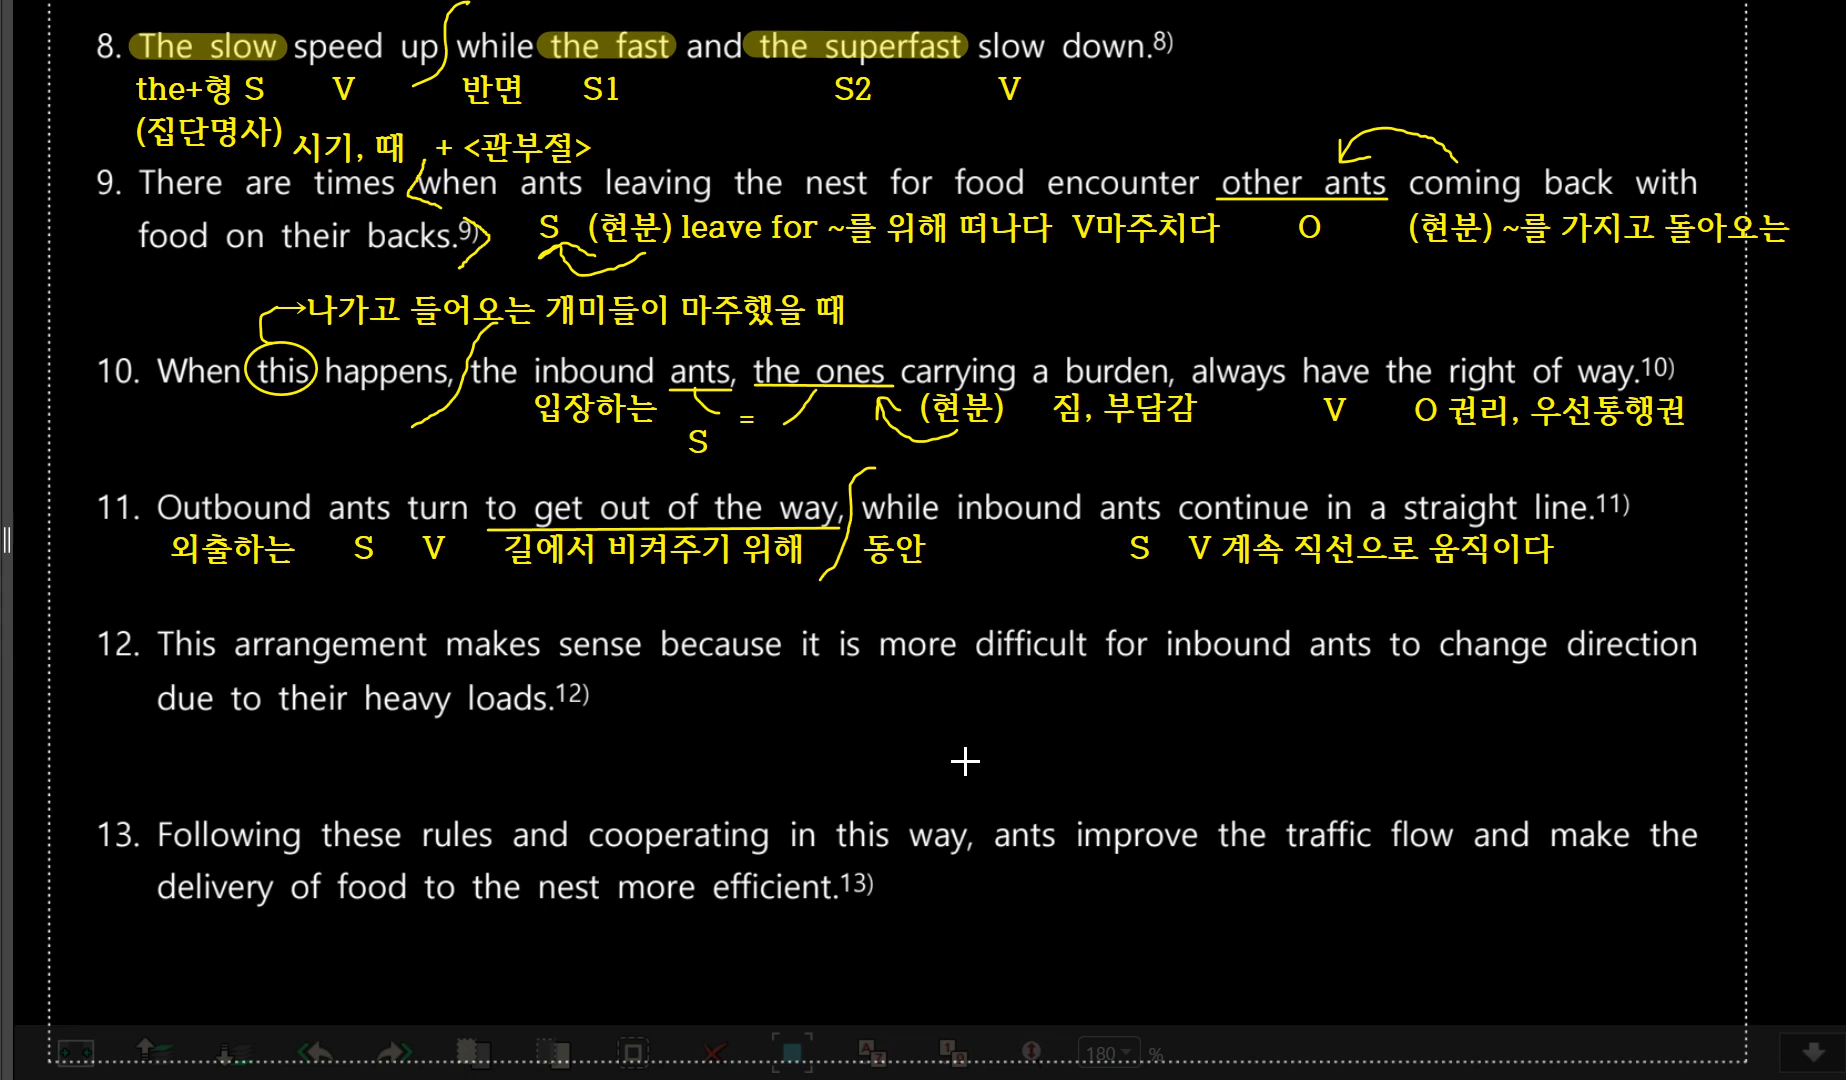 8. The slow speed up while the fast and the superfast slow down.8)
the+형 S V 반면 S1 S2 V
(집단명사) 시기, 때 + <관부절>
9. There are times when ants leaving the nest for food encounter other ants coming back with
food on their backs.9) S (현분) leave for ~를 위해 떠나다 V마주치다 O (현분) ~를 가지고 돌아오는
→나가고 들어오는 개미들이 마주했을 때
10. When this happens, the inbound ants, the ones carrying a burden, always have the right of way.10)
입장하는 = (현분) 짐, 부담감 V O 권리, 우선통행권
S
11. Outbound ants turn to get out of the way, while inbound ants continue in a straight line.11)
외출하는 S V 길에서 비켜주기 위해 동안 S V 계속 직선으로 움직이다
12. This arrangement makes sense because it is more difficult for inbound ants to change direction
due to their heavy loads.12)
13. Following these rules and cooperating in this way, ants improve the traffic flow and make the
delivery of food to the nest more efficient.13)
180 %